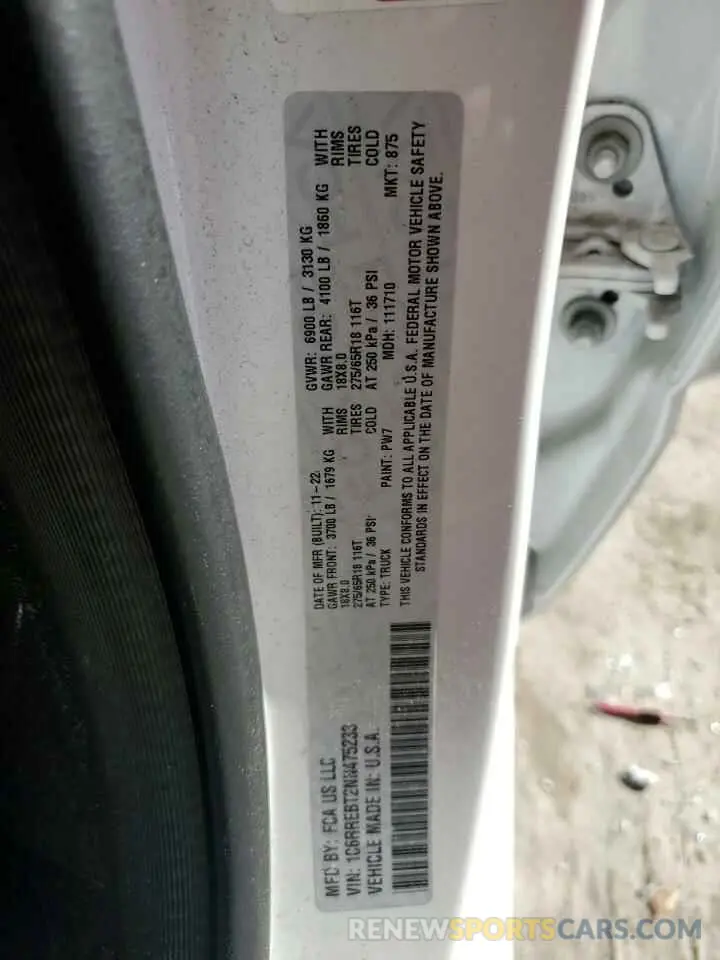 MFD BY: FCA US LLC
VIN: 1C6RREBT2NN475233
VEHICLE MADE IN: U.S.A.
DATE OF MFR (BUILT): 11-22 GVWR: 6900 LB / 3130 KG
GAWR FRONT: 3700 LB / 1679 KG WITH GAWR REAR: 4100 LB / 1860 KG WITH
18X8.0 RIMS 18X8.0 RIMS
275/65R18 116T TIRES 275/65R18 116T TIRES
AT 250 kPa / 36 PSI COLD AT 250 kPa / 36 PSI COLD
TYPE: TRUCK PAINT: PW7 MDH: 111710 MKT: 875
THIS VEHICLE CONFORMS TO ALL APPLICABLE U.S.A. FEDERAL MOTOR VEHICLE SAFETY
STANDARDS IN EFFECT ON THE DATE OF MANUFACTURE SHOWN ABOVE.
RENEWSPORTSCARS.COM